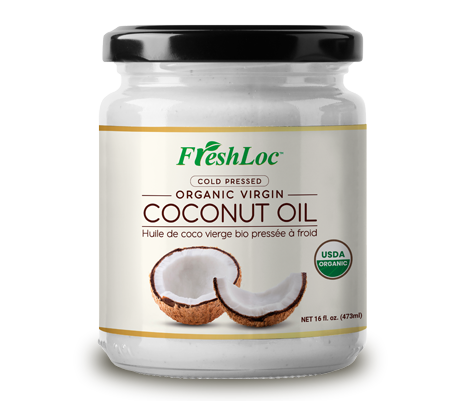 FreshLoc™
COLD PRESSED
ORGANIC VIRGIN
COCONUT OIL
Huile de coco vierge bio pressée à froid
USDA
ORGANIC
NET 16 fl. oz. (473ml)